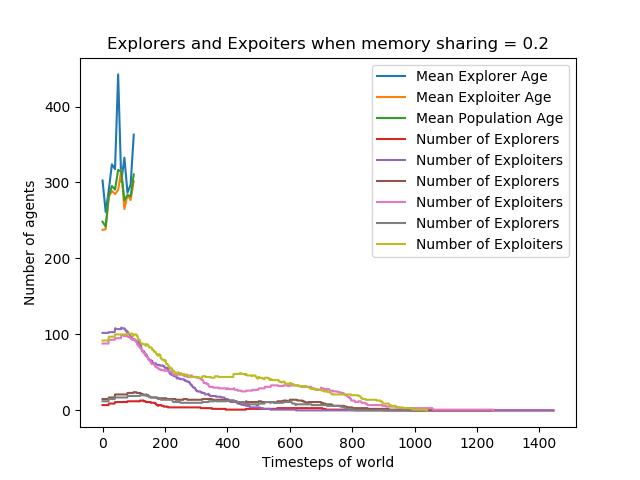 Explorers and Expoiters when memory sharing = 0.2
Mean Explorer Age
Mean Exploiter Age
Mean Population Age
Number of Explorers
Number of Exploiters
Number of Explorers
Number of Exploiters
Number of Explorers
Number of Exploiters
Number of agents
400
300
200
100
0
0 200 400 600 800 1000 1200 1400
Timesteps of world